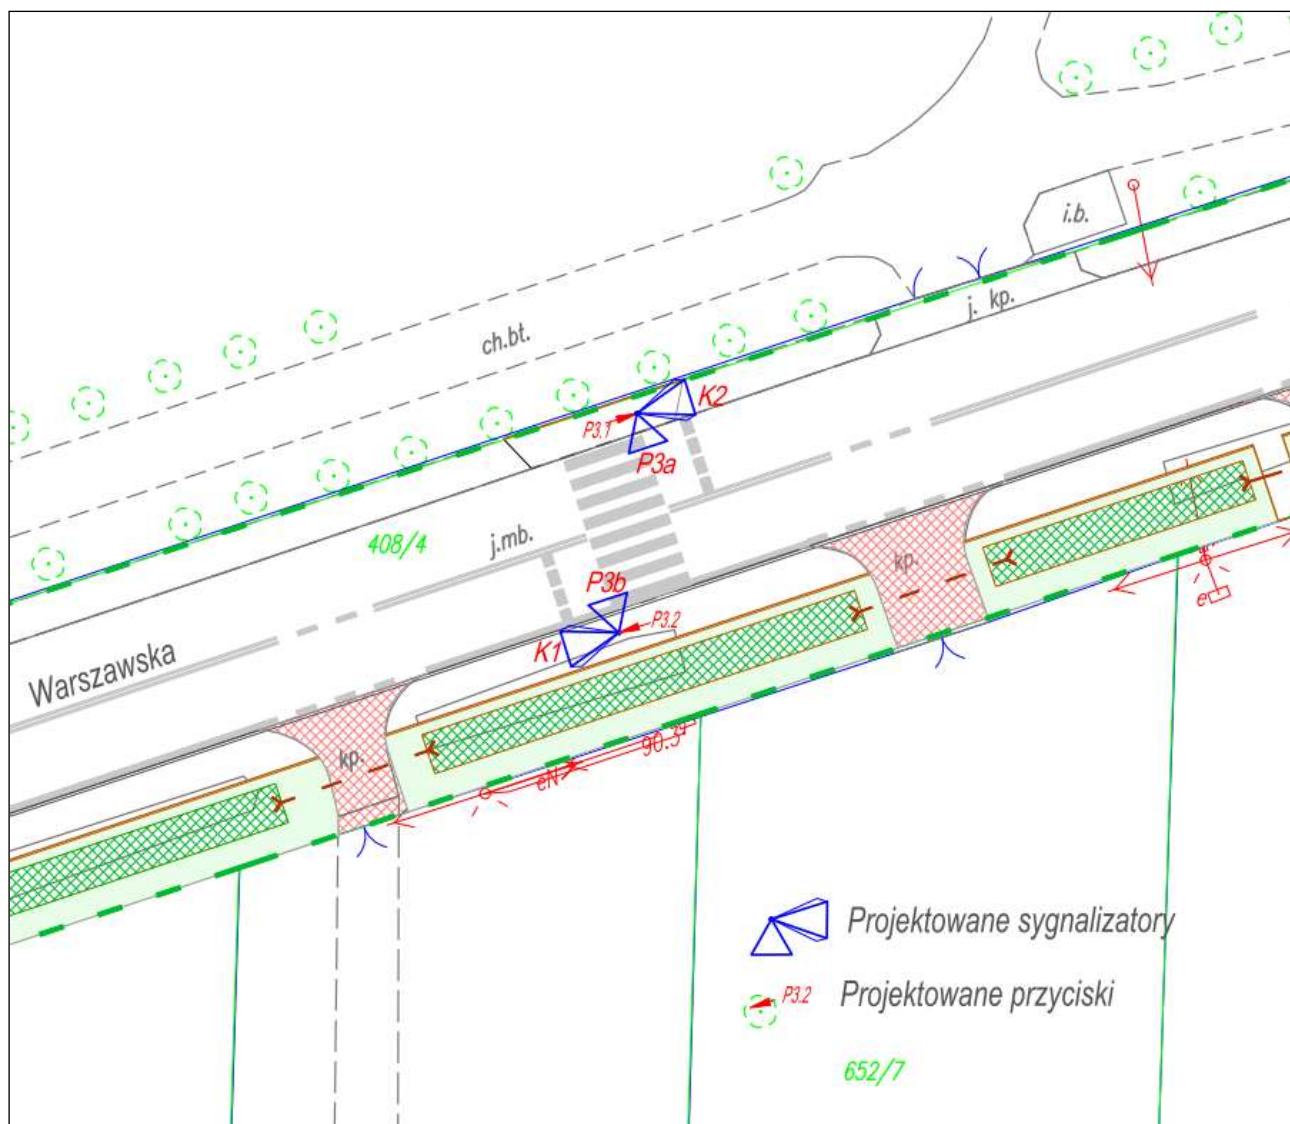 i.b.
j. kp.
ch.bt.
K2
P3.1
P3a
408/4
j.mb.
kp.
P3b
P3.2
K1
e
Warszawska
kp.
90.3
eN
Projektowane sygnalizatory
P3.2
Projektowane przyciski
652/7